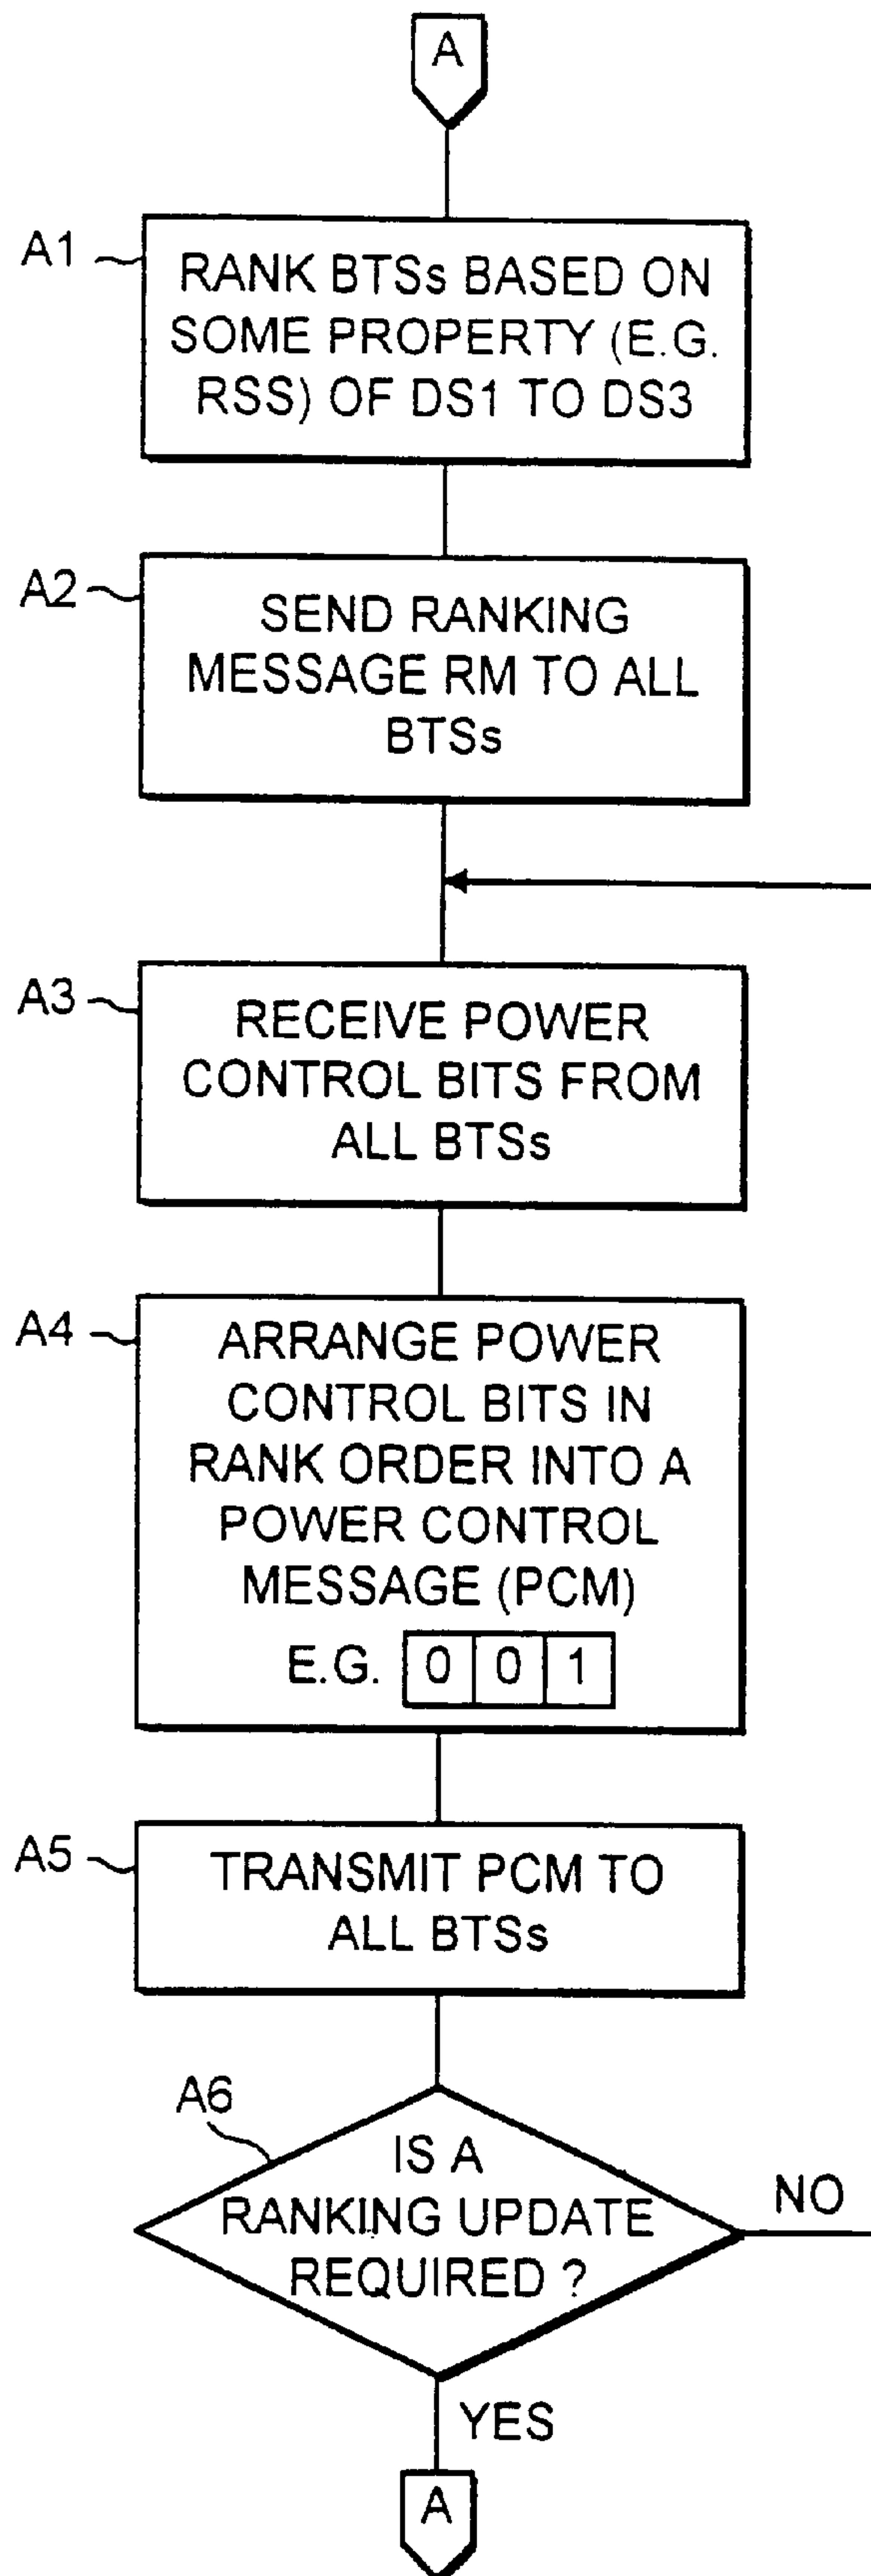 A
A1
RANK BTSs BASED ON
SOME PROPERTY (E.G.
RSS) OF DS1 TO DS3
A2
SEND RANKING
MESSAGE RM TO ALL
BTSs
A3
RECEIVE POWER
CONTROL BITS FROM
ALL BTSs
A4
ARRANGE POWER
CONTROL BITS IN
RANK ORDER INTO A
POWER CONTROL
MESSAGE (PCM)
E.G. 0 0 1
A5
TRANSMIT PCM TO
ALL BTSs
A6
IS A
RANKING UPDATE
REQUIRED ?
NO
YES
A